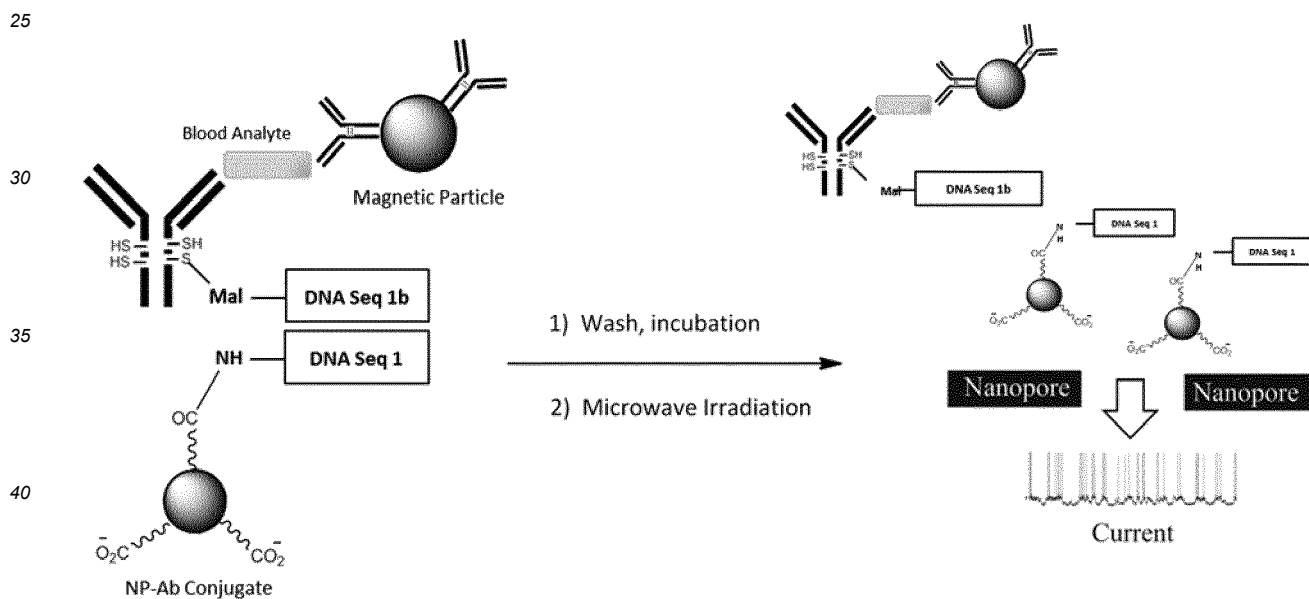 25
Blood Analyte
30
Magnetic Particle
HS
HS
SH
S
Mal
DNA Seq 1b
35
NH
DNA Seq 1
OC
40
⁻O₂C
CO₂⁻
NP-Ab Conjugate
1) Wash, incubation
2) Microwave Irradiation
HS
HS
SH
S
Mal
DNA Seq 1b
N
H
DNA Seq 1
OC
⁻O₂C
CO₂⁻
N
H
DNA Seq 1
OC
⁻O₂C
CO₂⁻
Nanopore
Nanopore
Current